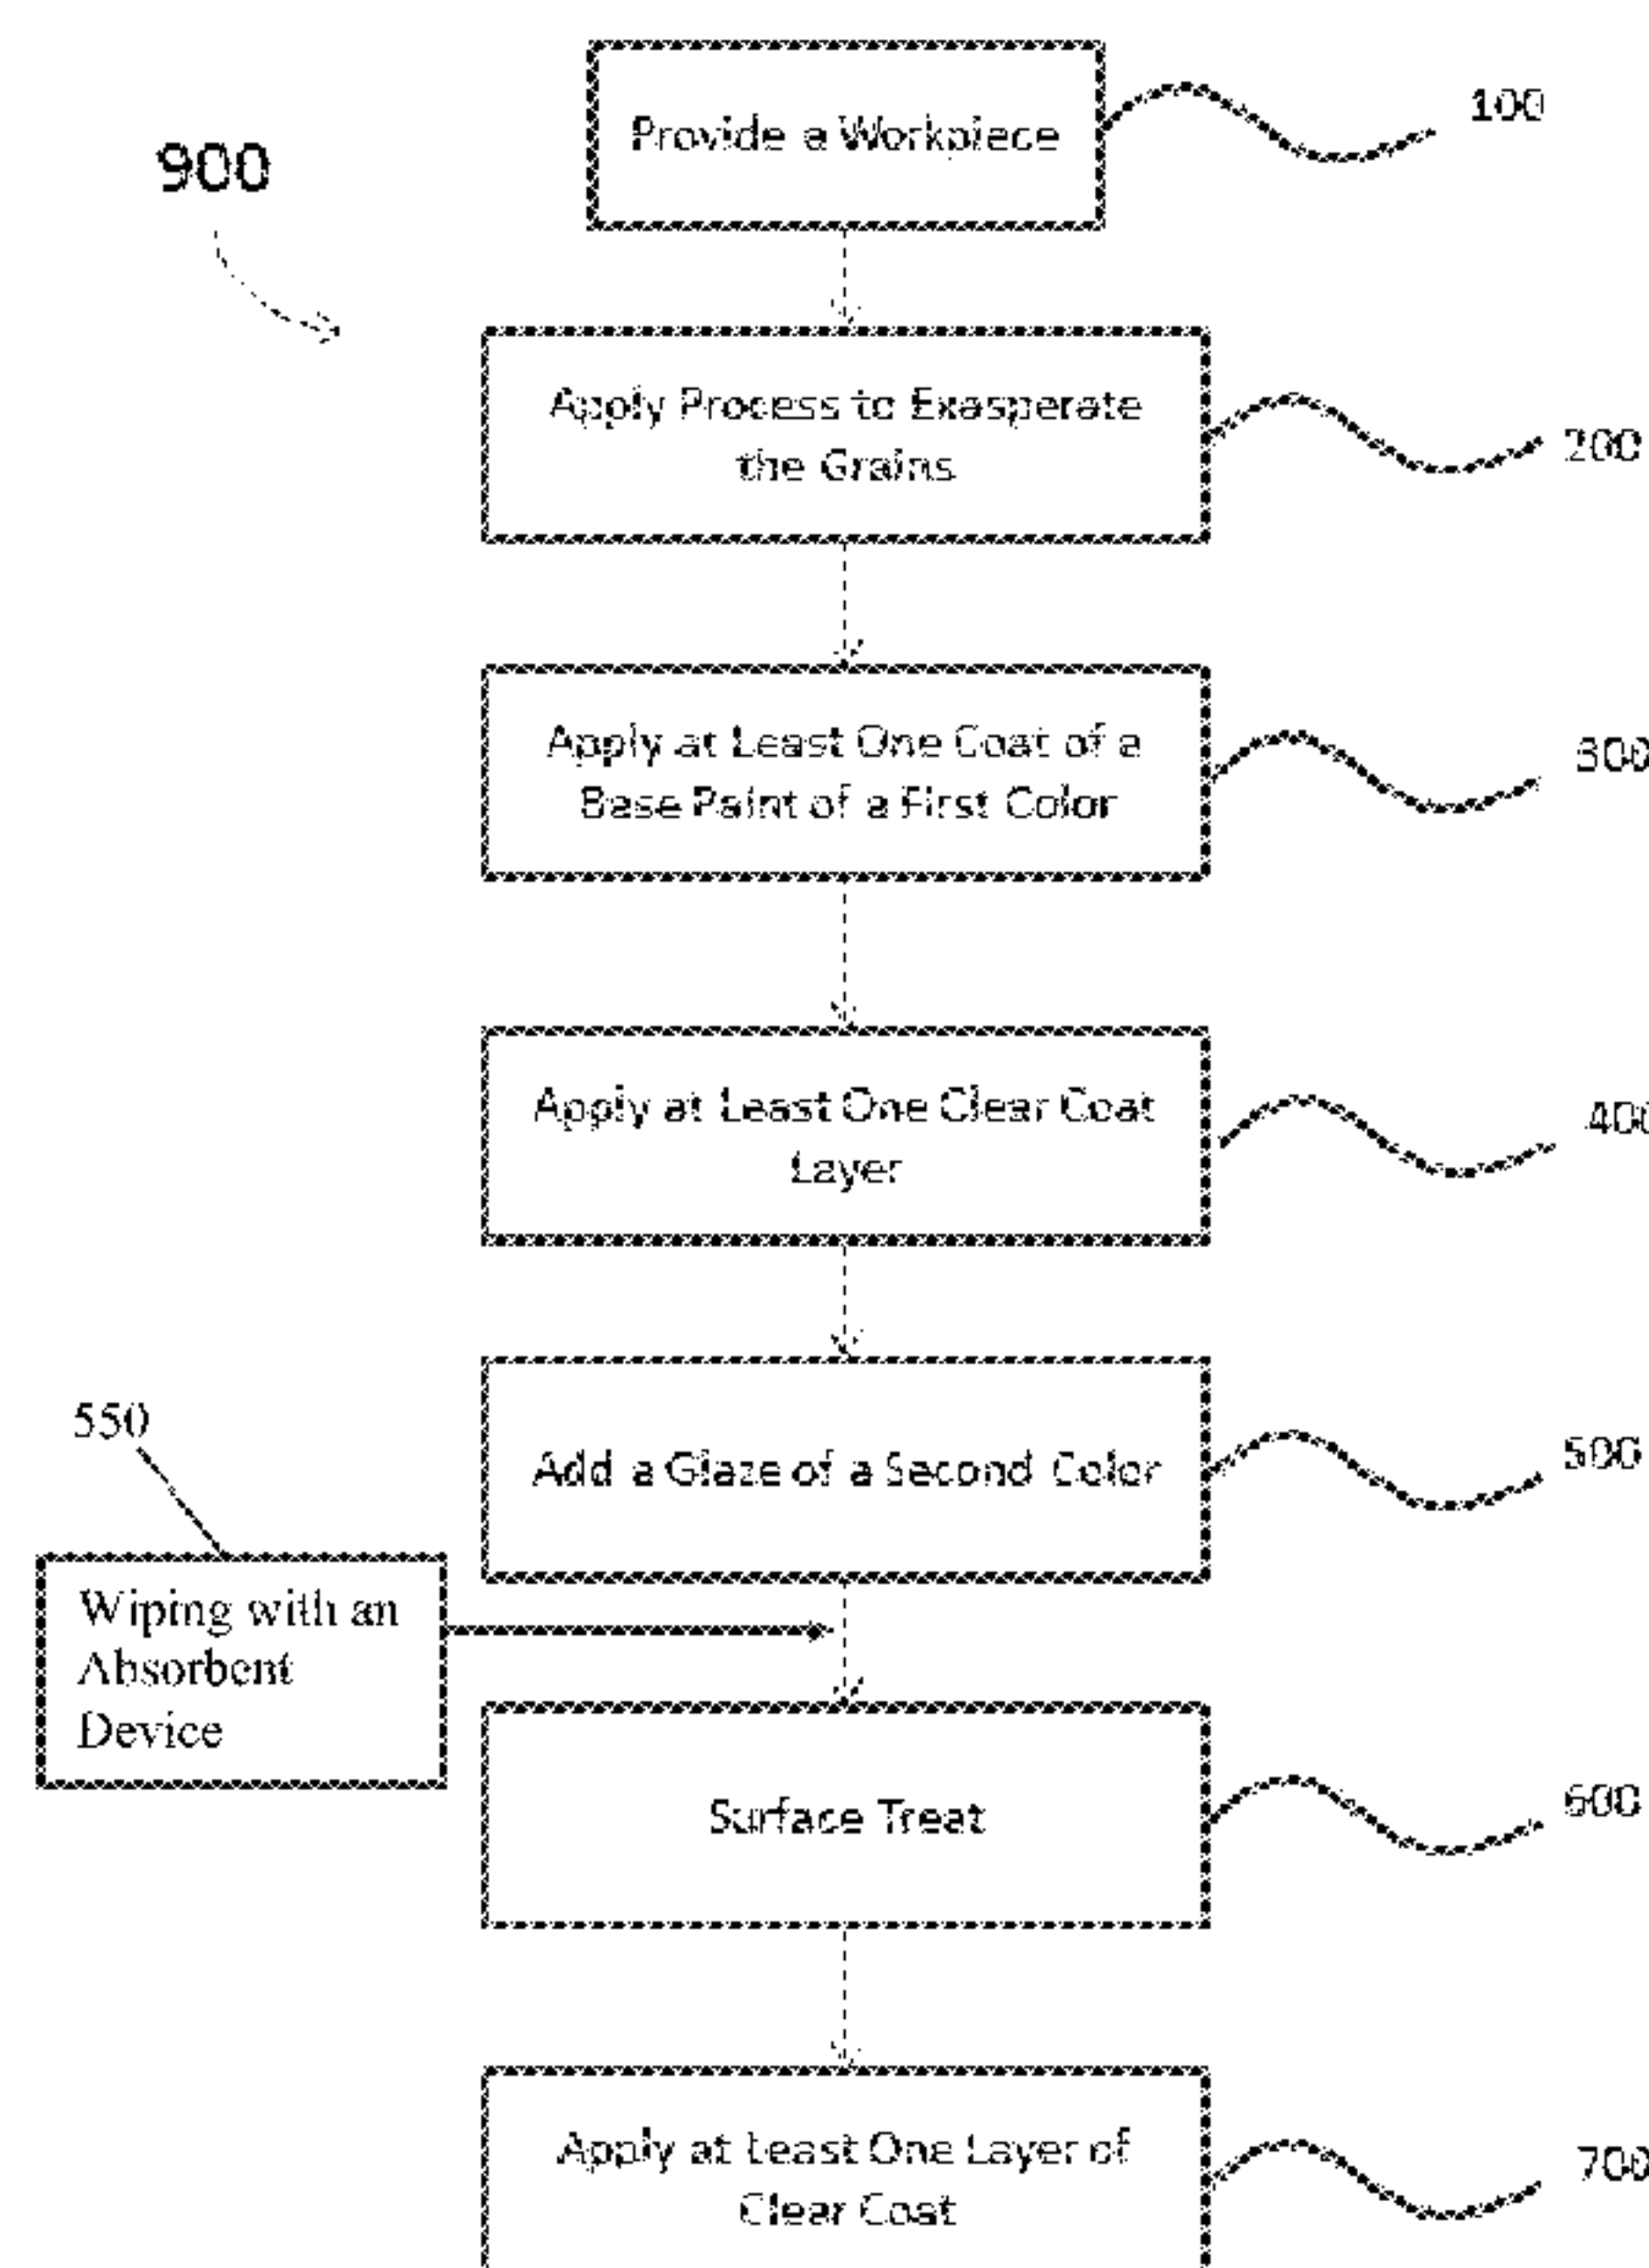 Provide a Workpiece
100
900
Apply Process to Exasperate
the Grains
200
Apply at Least One Coat of a
Base Paint of a First Color
300
Apply at Least One Clear Coat
Layer
400
Add a Glaze of a Second Color
500
550
Wiping with an
Absorbent
Device
Surface Treat
600
Apply at Least One Layer of
Clear Coat
700